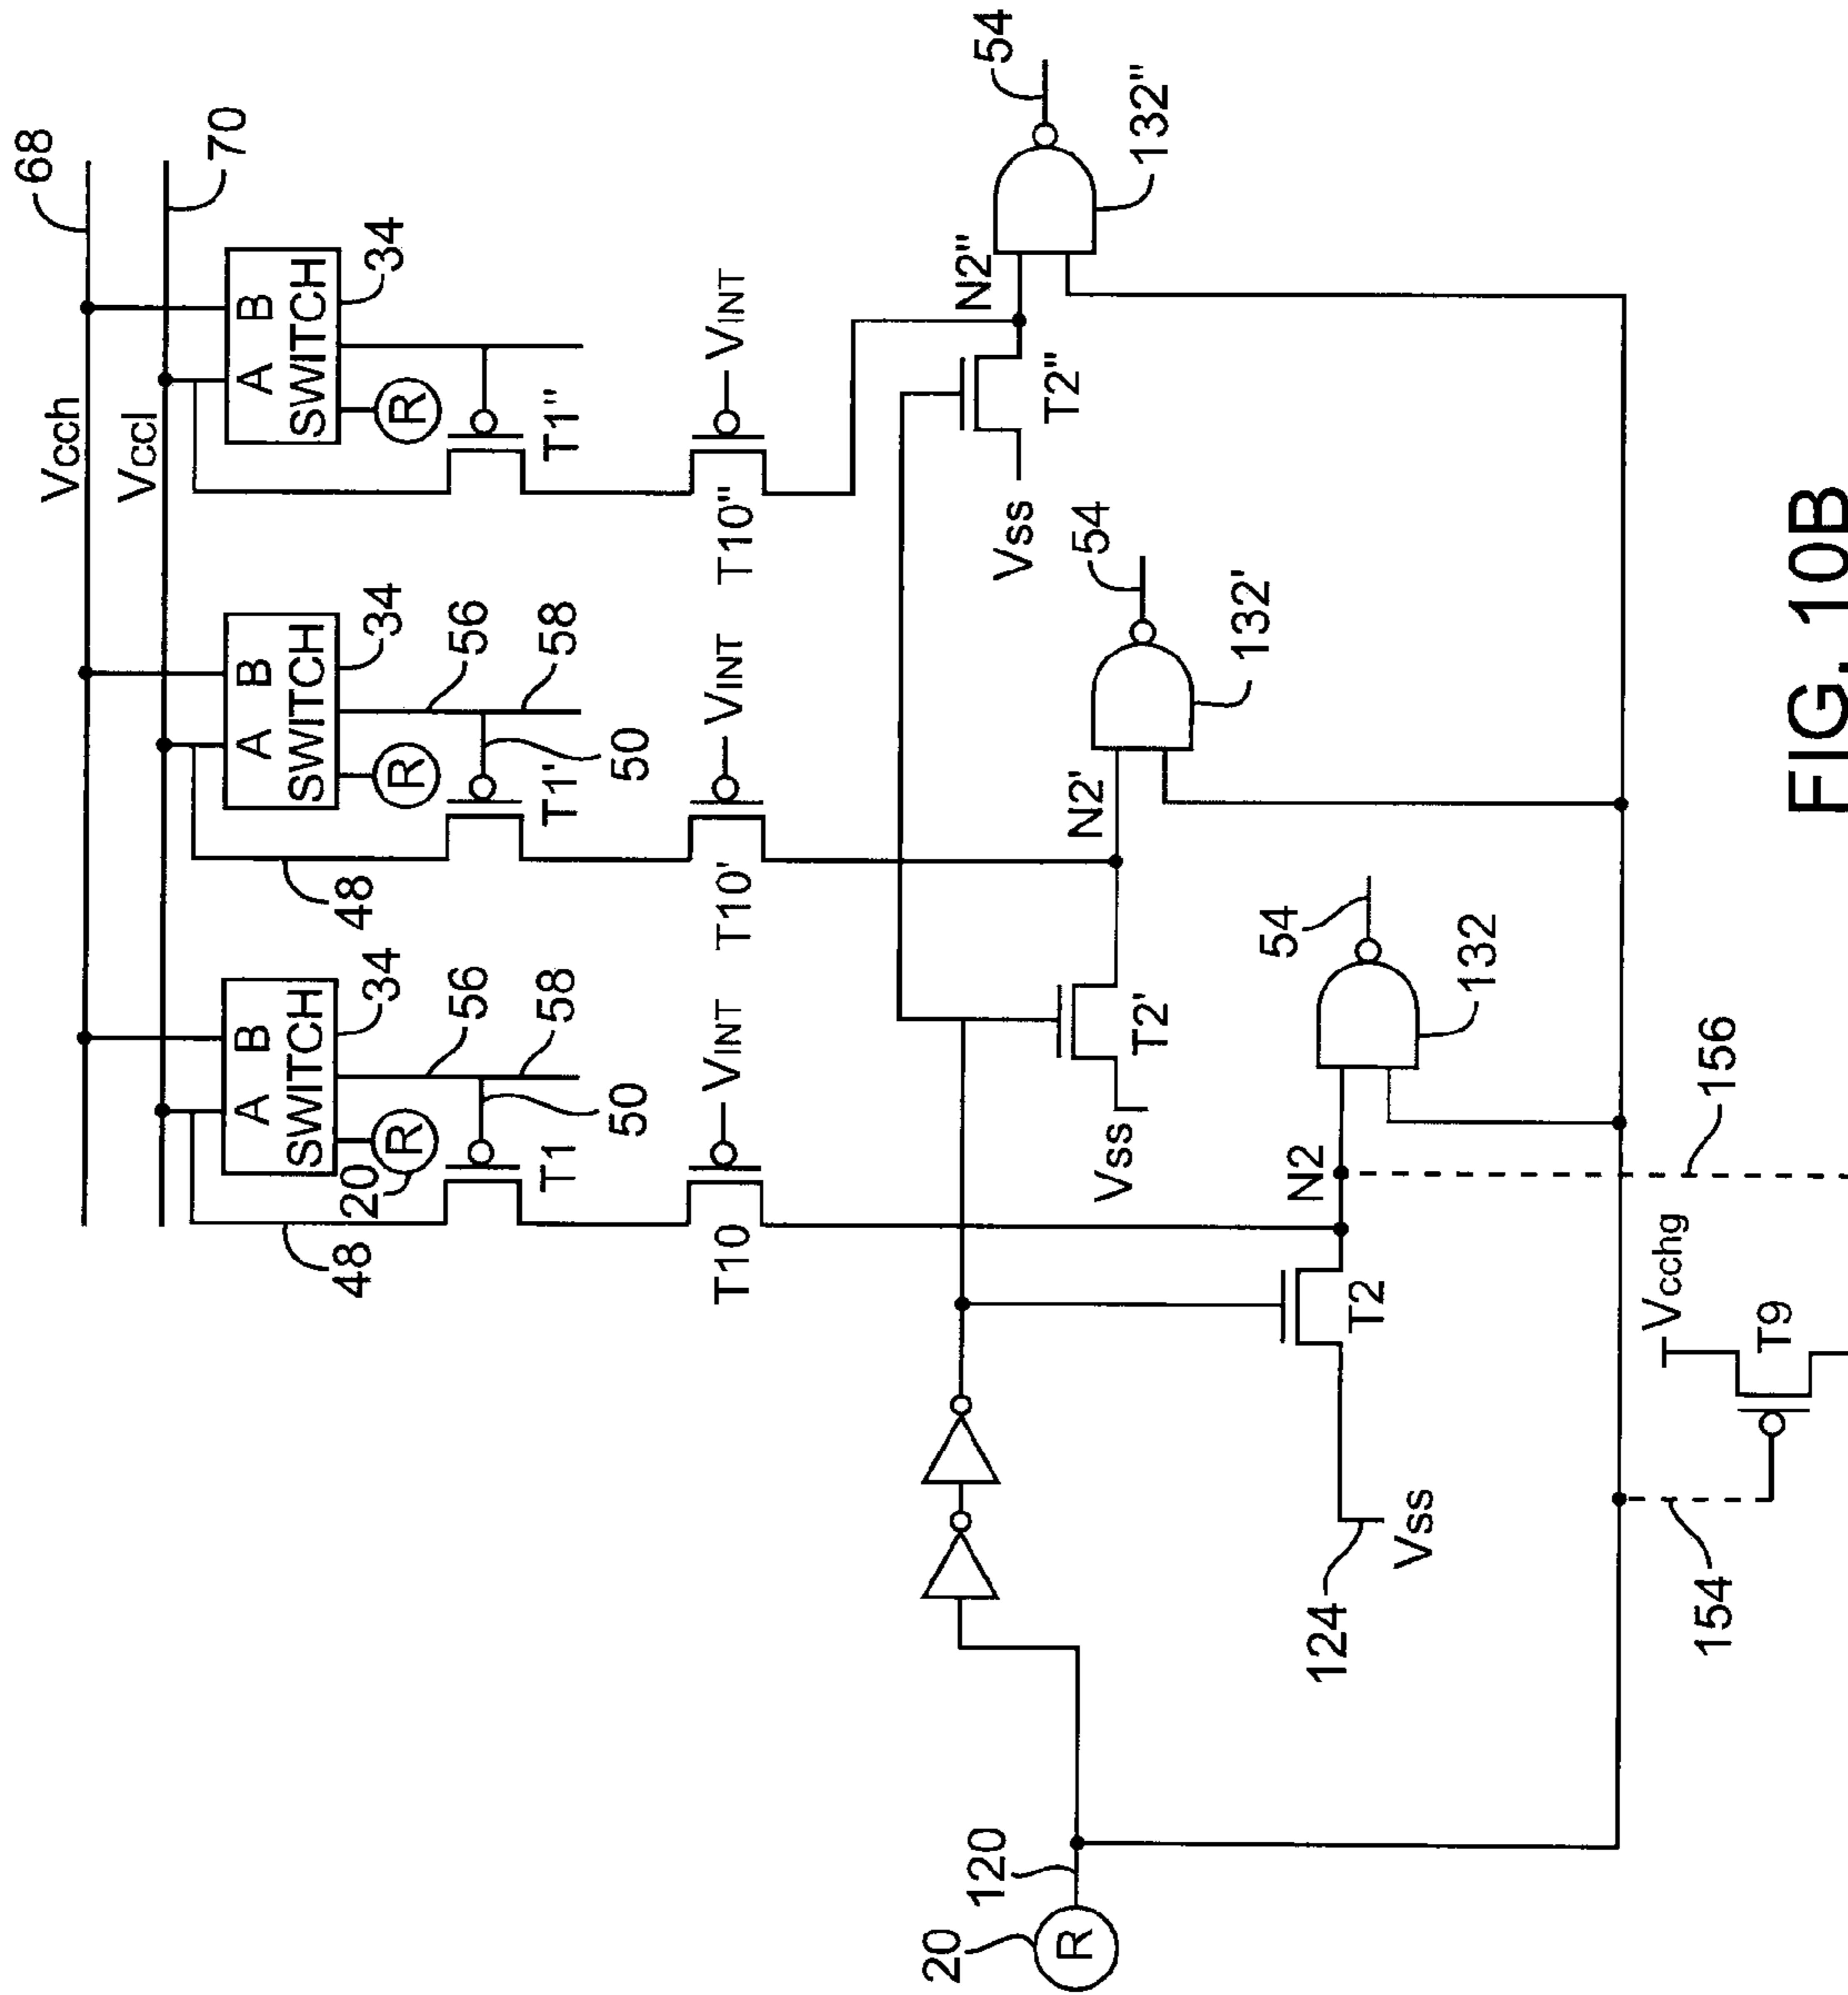 68
Vcch
Vccl
70
A B
SWITCH
34
A B
SWITCH
34
A B
SWITCH
34
20
R
R
R
48
T1
50
56
58
48
T1'
50
56
58
T1"
T10
VINT
T10'
VINT
T10"
VINT
N2"
54
132"
T2"
Vss
N2'
54
132'
T2'
Vss
N2
54
132
T2
124
Vss
20
R
120
156
154
T9
Vcchg
FIG. 10B